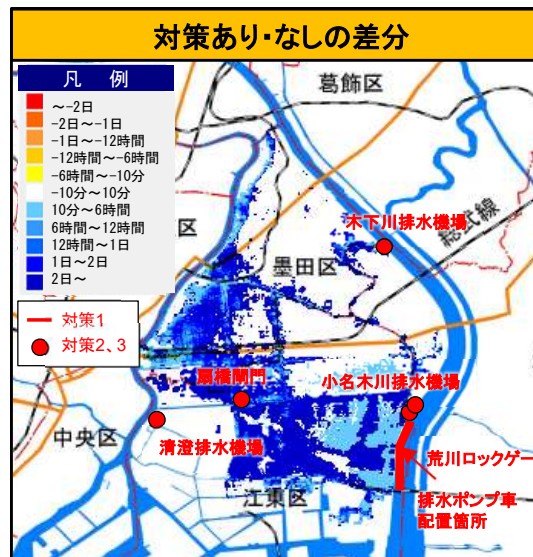 対策あり・なしの差分
凡 例
～-2日
-2日～-1日
-1日～-12時間
-12時間～-6時間
-6時間～-10分
-10分～10分
10分～6時間
6時間～12時間
12時間～1日
1日～2日
2日～
対策1
対策2、3
葛飾区
区
木下川排水機場
総武線
墨田区
扇橋閘門
小名木川排水機場
中央区
清澄排水機場
荒川ロックゲー
排水ポンプ車
配置箇所
江東区